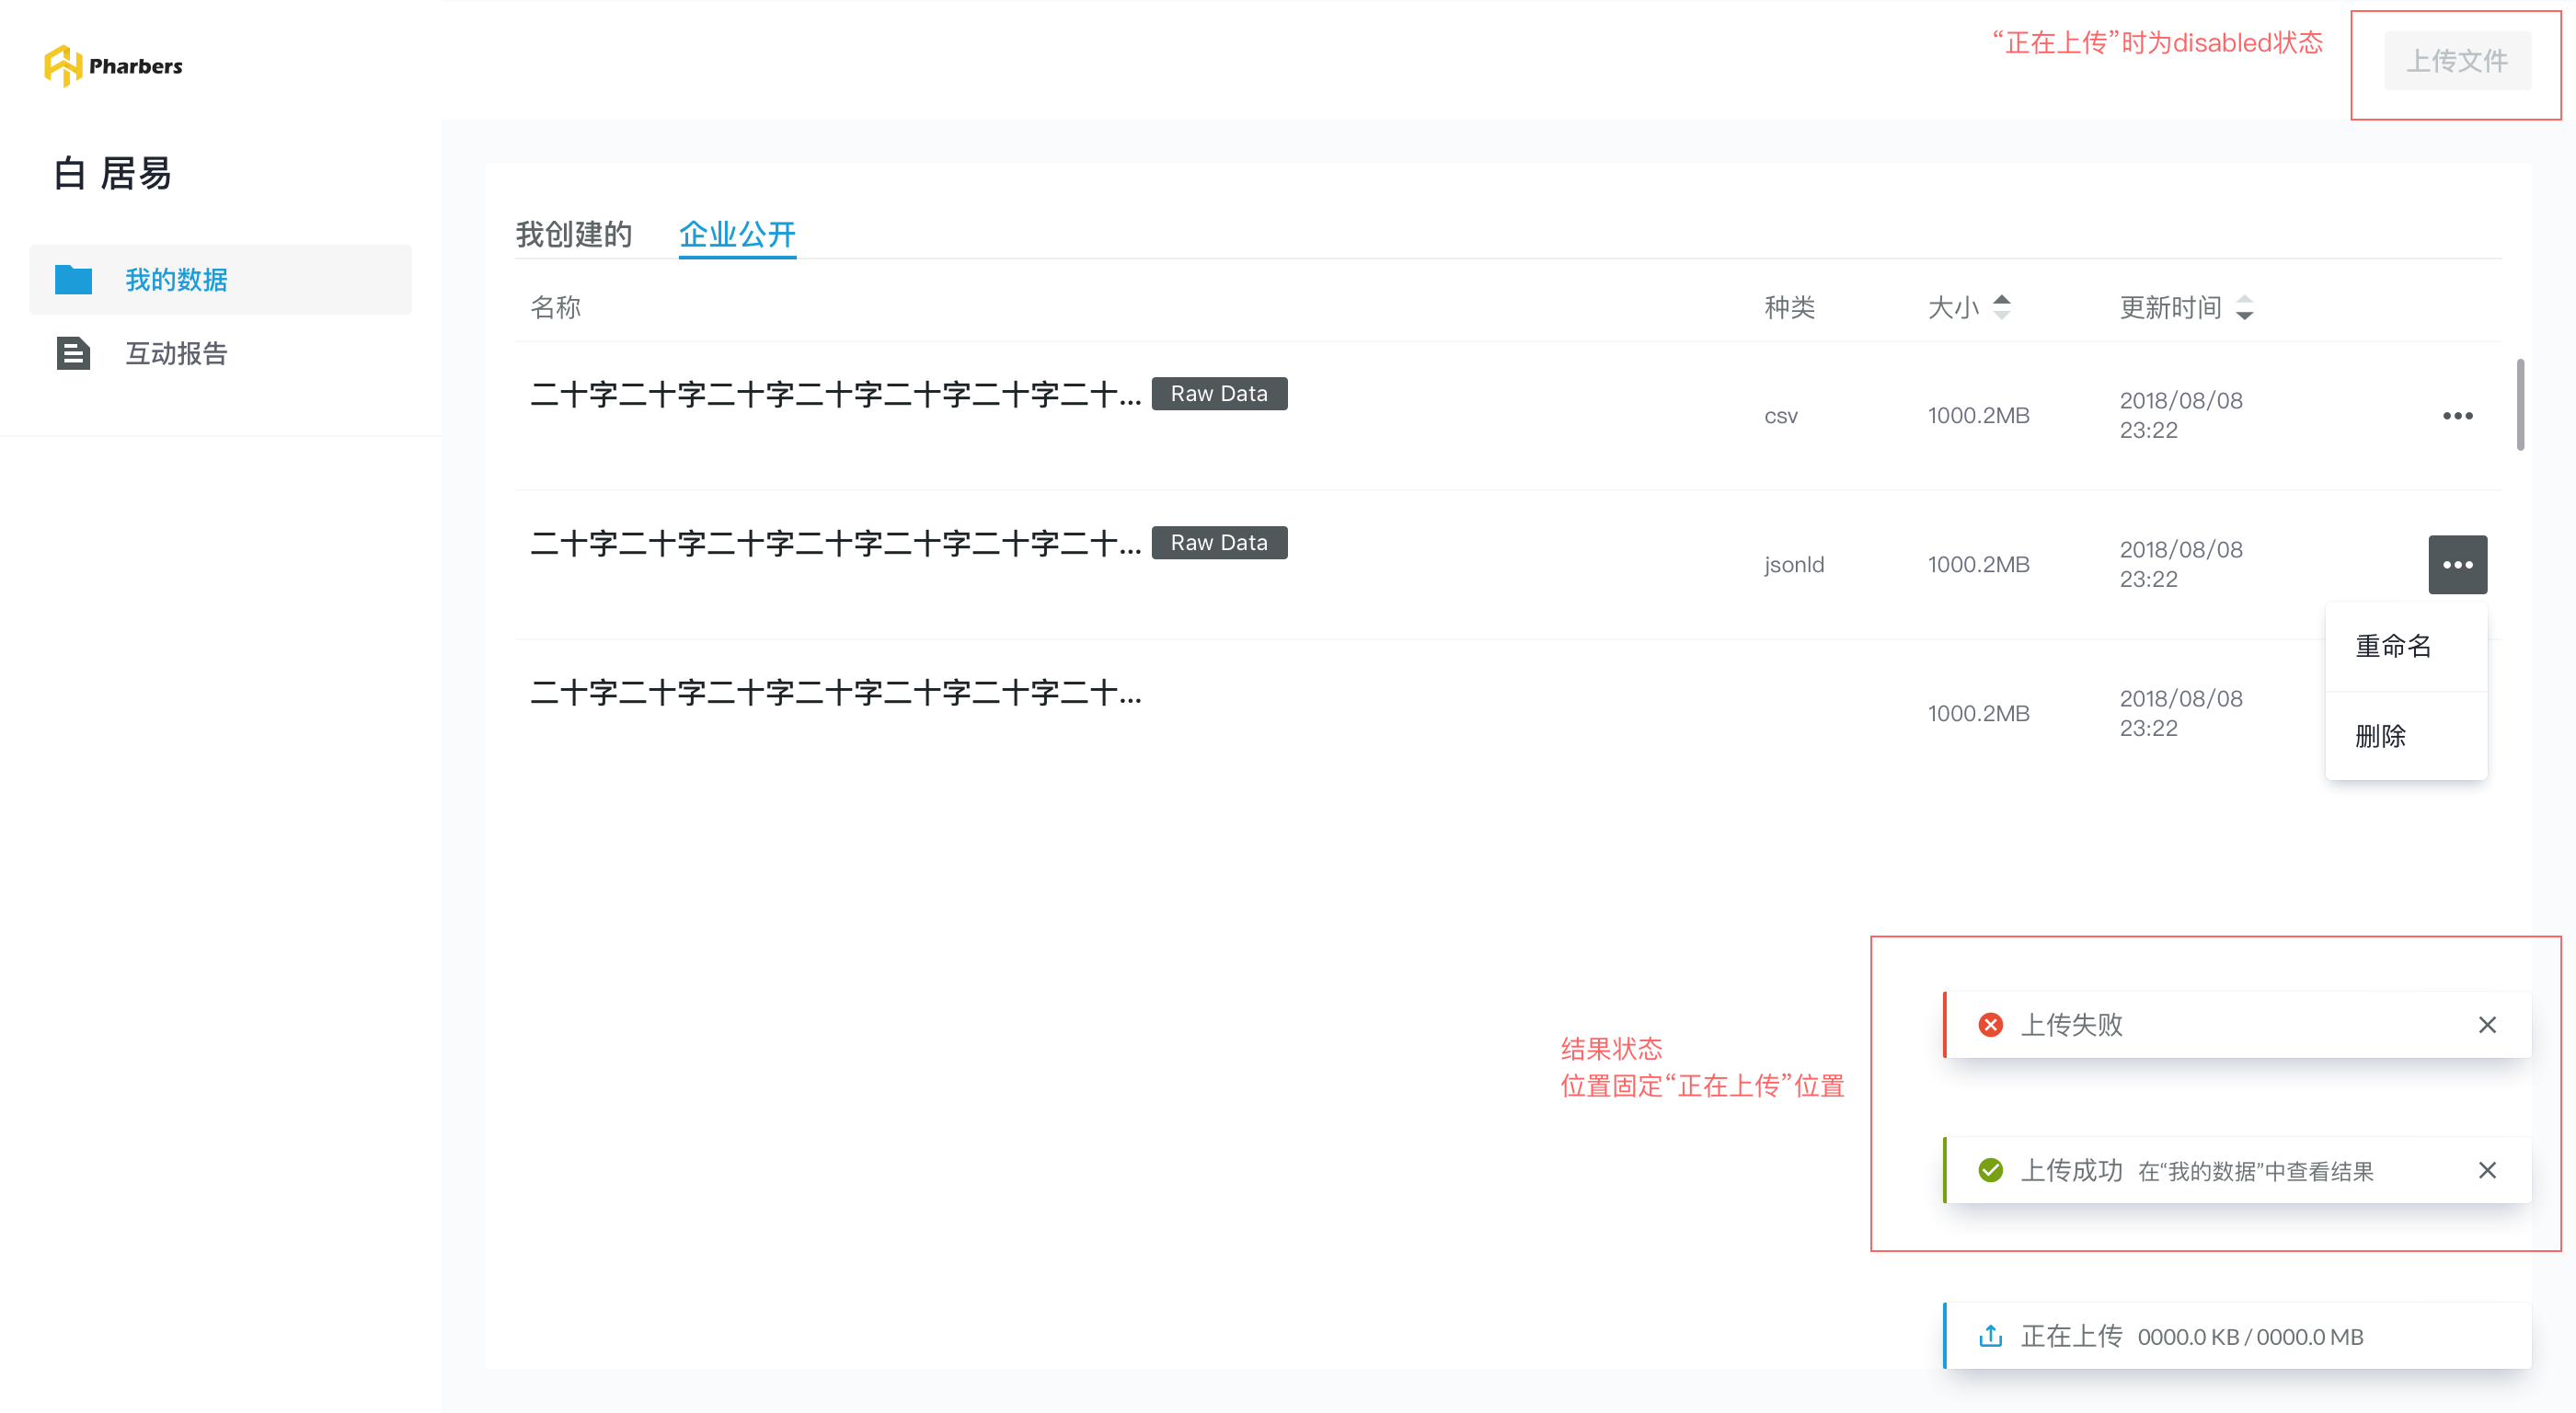 Pharbers
“正在上传”时为disabled状态
上传文件
白 居易
我的数据
互动报告
我创建的
企业公开
名称
种类
大小
更新时间
二十字二十字二十字二十字二十字二十字二十...
Raw Data
csv
1000.2MB
2018/08/08
23:22
二十字二十字二十字二十字二十字二十字二十...
Raw Data
jsonld
1000.2MB
2018/08/08
23:22
重命名
删除
二十字二十字二十字二十字二十字二十字二十...
1000.2MB
2018/08/08
23:22
结果状态
位置固定“正在上传”位置
上传失败
上传成功 在“我的数据”中查看结果
正在上传 0000.0 KB / 0000.0 MB